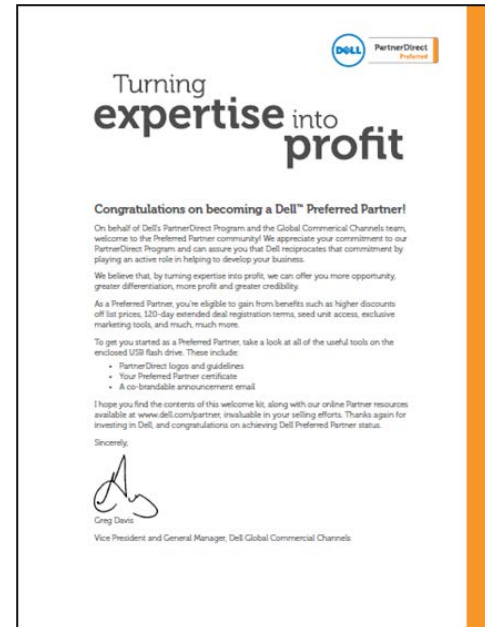 DELL PartnerDirect
Preferred
Turning
expertise into
profit
Congratulations on becoming a Dell™ Preferred Partner!
On behalf of Dell's PartnerDirect Program and the Global Commerical Channels team,
welcome to the Preferred Partner community! We appreciate your commitment to our
PartnerDirect Program and can assure you that Dell reciprocates that commitment by
playing an active role in helping to develop your business.
We believe that, by turning expertise into profit, we can offer you more opportunity,
greater differentiation, more profit and greater credibility.
As a Preferred Partner, you're eligible to gain from benefits such as higher discounts
off list prices, 120-day extended deal registration terms, seed unit access, exclusive
marketing tools, and much, much more.
To get you started as a Preferred Partner, take a look at all of the useful tools on the
enclosed USB flash drive. These include:
• PartnerDirect logos and guidelines
• Your Preferred Partner certificate
• A co-brandable announcement email
I hope you find the contents of this welcome kit, along with our online Partner resources
available at www.dell.com/partner, invaluable in your selling efforts. Thanks again for
investing in Dell, and congratulations on achieving Dell Preferred Partner status.
Sincerely,
Greg Davis
Vice President and General Manager, Dell Global Commercial Channels